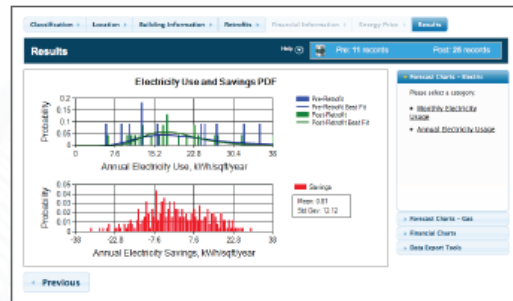 Classification Location Building Information Retrofits Financial Information Energy Price Results
Results Help Pre: 11 records Post: 26 records
Electricity Use and Savings PDF
Probability
0.2
0.15
0.1
0.05
0
0 7.6 15.2 22.8 30.4 38
Annual Electricity Use, kWh/sqft/year
Pre-Retrofit
Pre-Retrofit Best Fit
Post-Retrofit
Post-Retrofit Best Fit
Probability
0.06
0.05
0.04
0.03
0.02
0.01
0
-38 -22.8 -7.6 7.6 22.8 38
Annual Electricity Savings, kWh/sqft/year
Savings
Mean: 0.81
Std Dev: 12.12
Forecast Charts - Electric
Please select a category:
Monthly Electricity
Usage
Annual Electricity Usage
Forecast Charts - Gas
Financial Charts
Data Export Tools
Previous